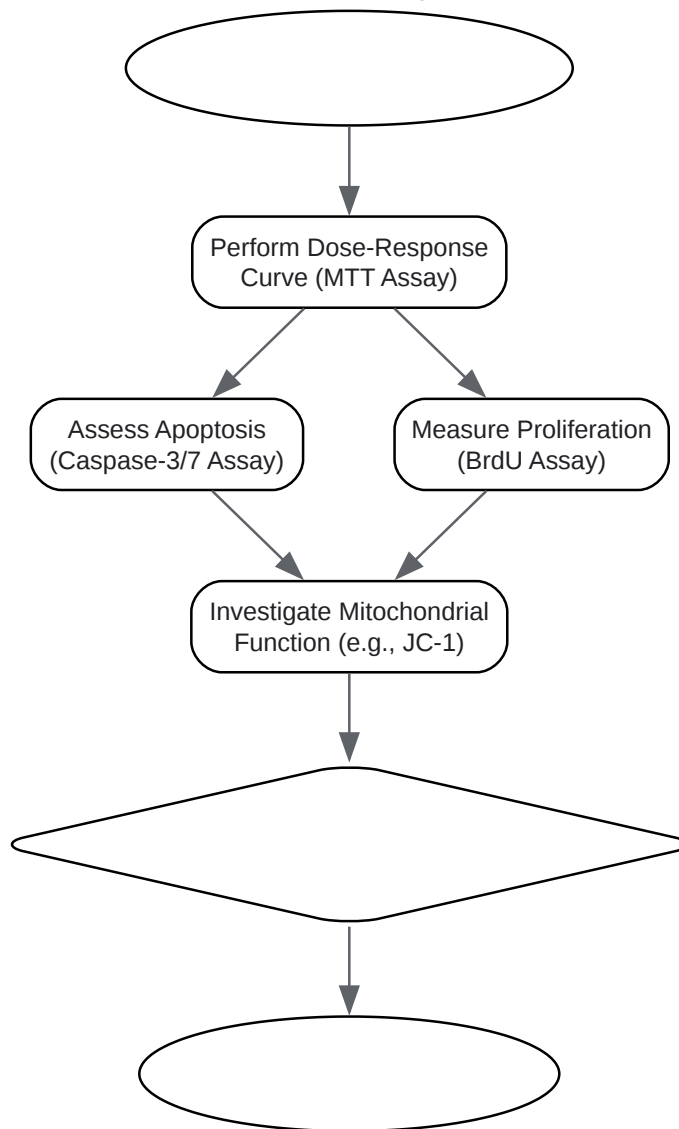 Perform Dose-Response
Curve (MTT Assay)
Assess Apoptosis
(Caspase-3/7 Assay)
Measure Proliferation
(BrdU Assay)
Investigate Mitochondrial
Function (e.g., JC-1)